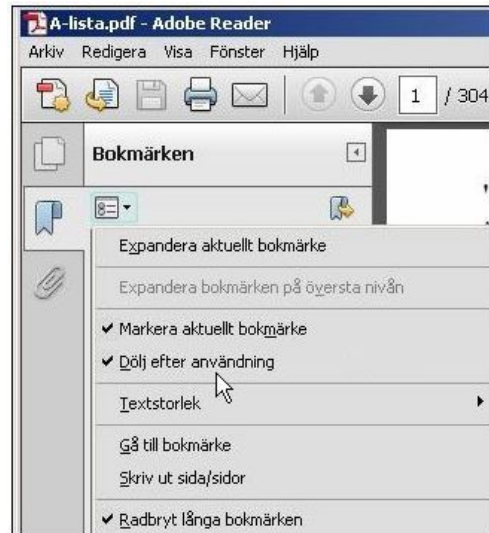 A-lista.pdf - Adobe Reader
Arkiv Redigera Visa Fönster Hjälp
1 / 304
Bokmärken
Expandera aktuellt bokmärke
Expandera bokmärken på översta nivån
Markera aktuellt bokmärke
Dölj efter användning
Textstorlek
Gå till bokmärke
Skriv ut sida/sidor
Radbryt långa bokmärken